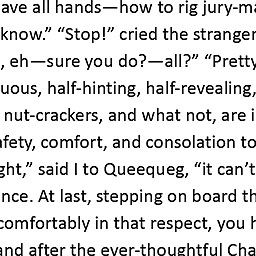 ave all hands—how to rig jury-ma
know.” “Stop!” cried the stranger
, eh—sure you do?—all?” “Pretty
uous, half-hinting, half-revealing,
nut-crackers, and what not, are i
afety, comfort, and consolation to
ght,” said I to Queequeg, “it can’t
nce. At last, stepping on board th
comfortably in that respect, you h
and after the ever-thoughtful Cha